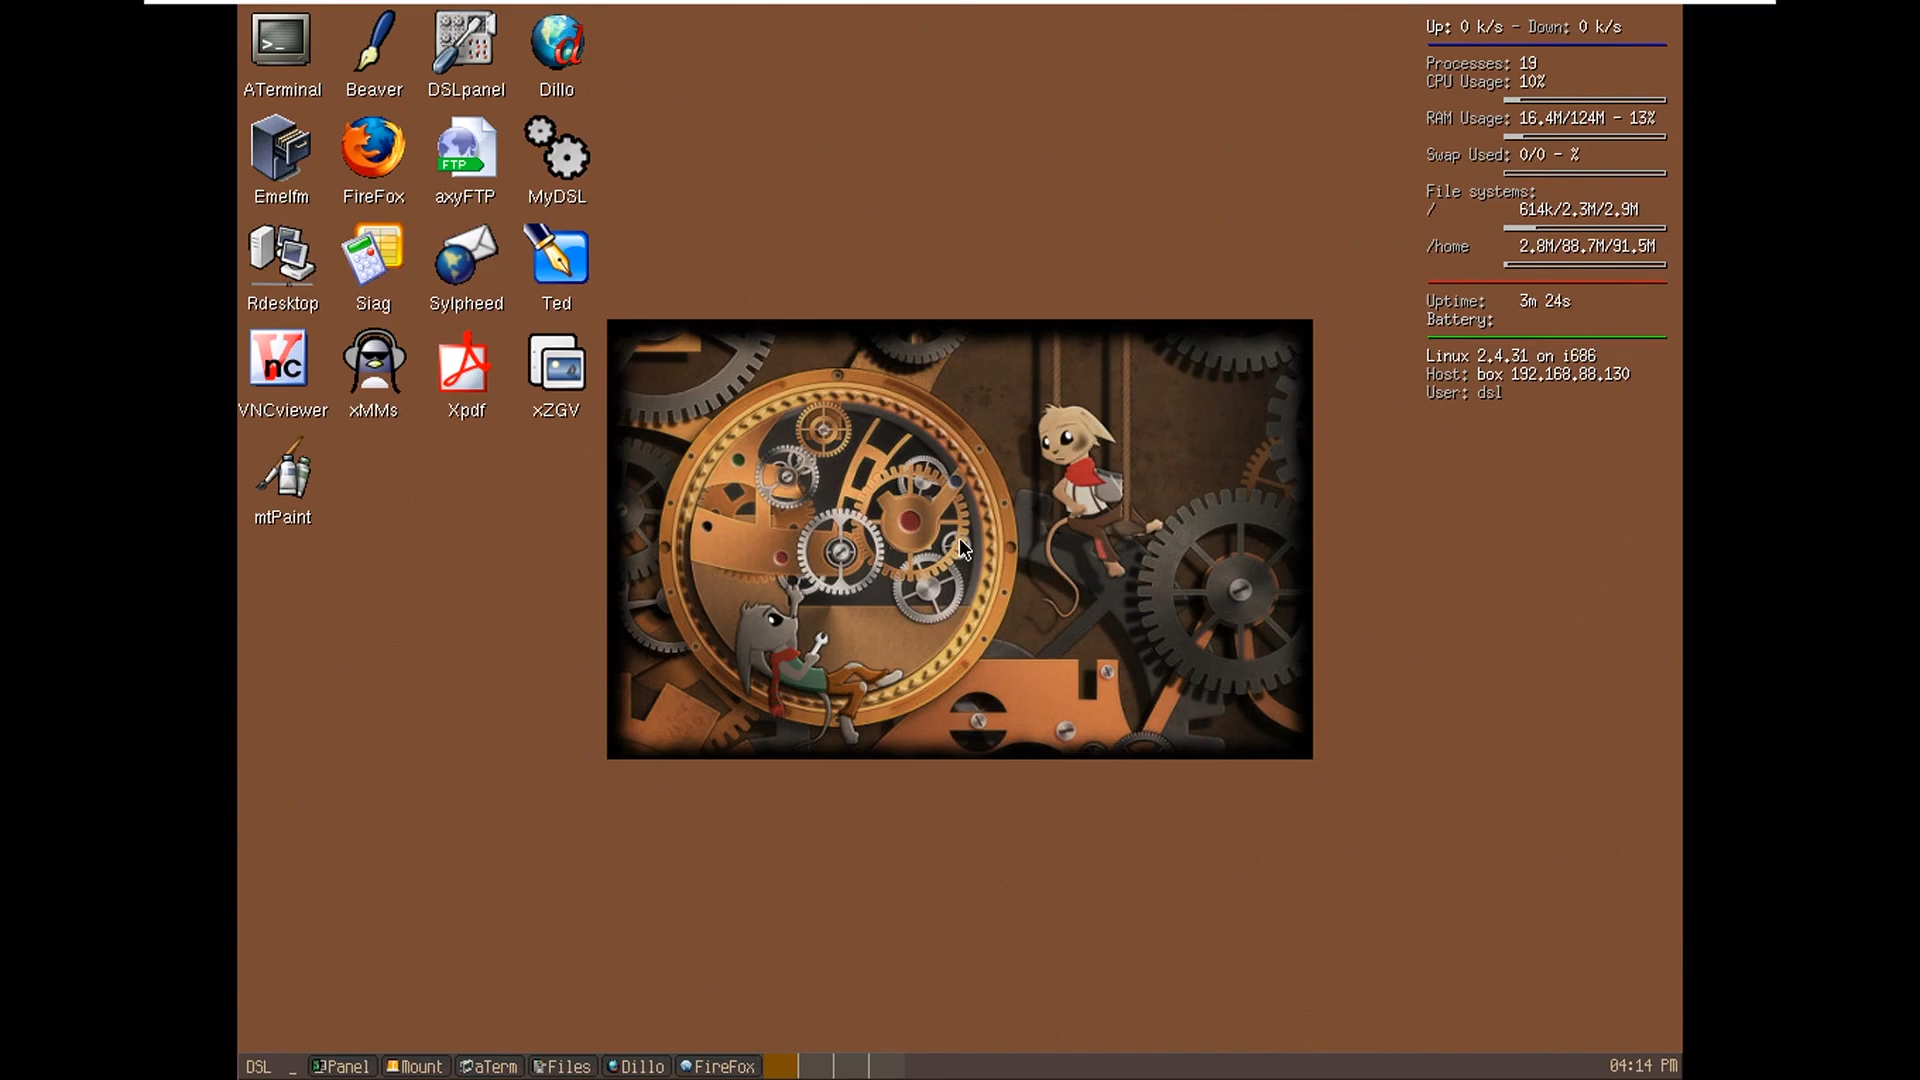 ATerminal Beaver DSLpanel Dillo
FTP
Emelfm FireFox axyFTP MyDSL
Rdesktop Siag Sylpheed Ted
Vnc
VNCviewer xMMs Xpdf xZGV
mtPaint
Up: 0 k/s - Down: 0 k/s
Processes: 19
CPU Usage: 10%
RAM Usage: 16.4M/124M - 13%
Swap Used: 0/0 - %
File systems:
/ 614k/2.3M/2.9M
/home 2.8M/88.7M/91.5M
Uptime: 3m 24s
Battery:
Linux 2.4.31 on i686
Host: box 192.168.88.130
User: dsl
DSL _ Panel Mount aTerm Files Dillo FireFox 04:14 PM